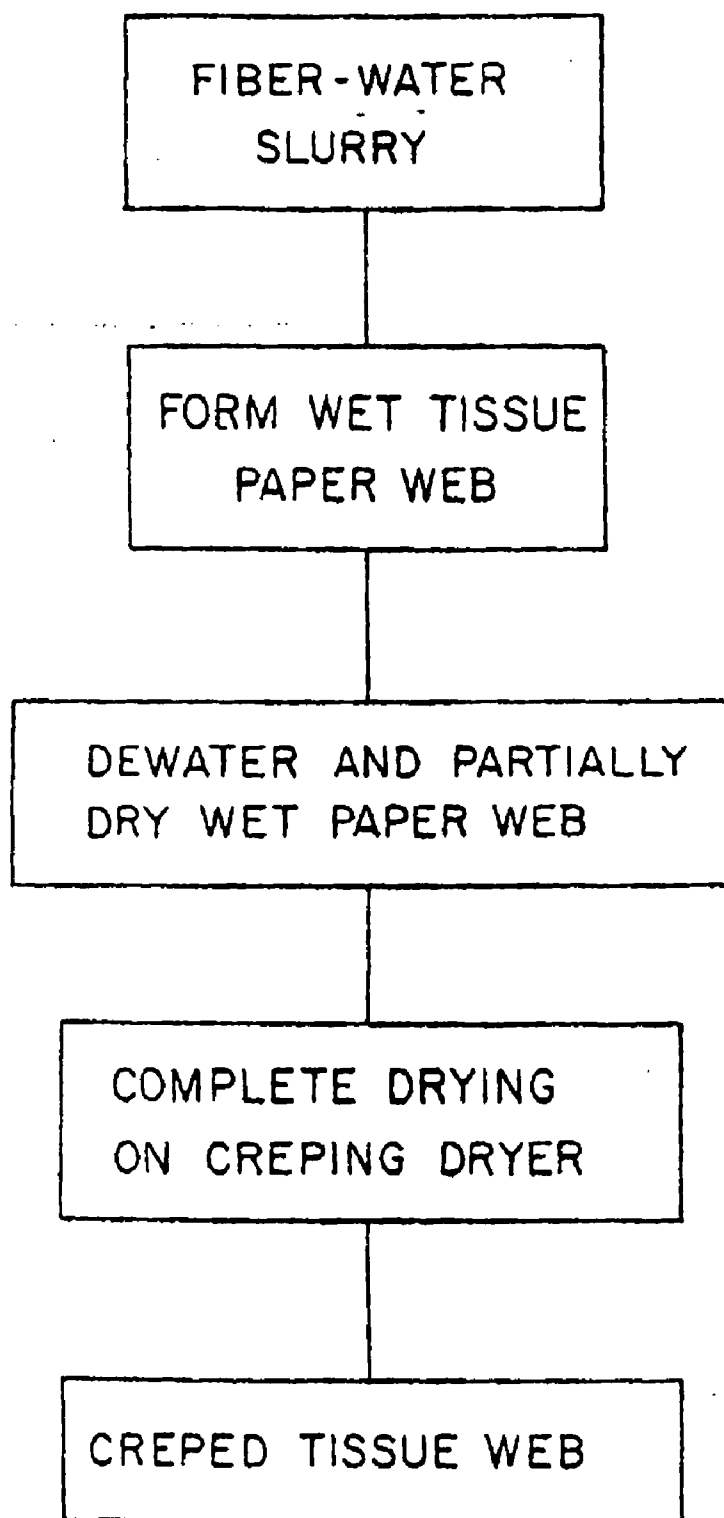 FIBER-WATER
SLURRY
FORM WET TISSUE
PAPER WEB
DEWATER AND PARTIALLY
DRY WET PAPER WEB
COMPLETE DRYING
ON CREPING DRYER
CREPED TISSUE WEB